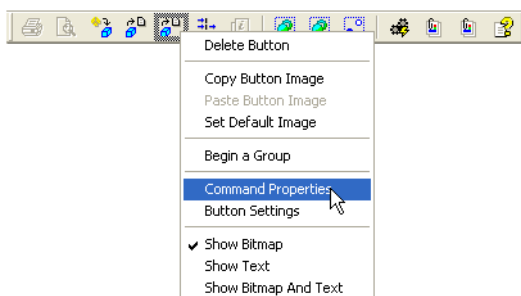 Delete Button
Copy Button Image
Paste Button Image
Set Default Image
Begin a Group
Command Properties
Button Settings
Show Bitmap
Show Text
Show Bitmap And Text